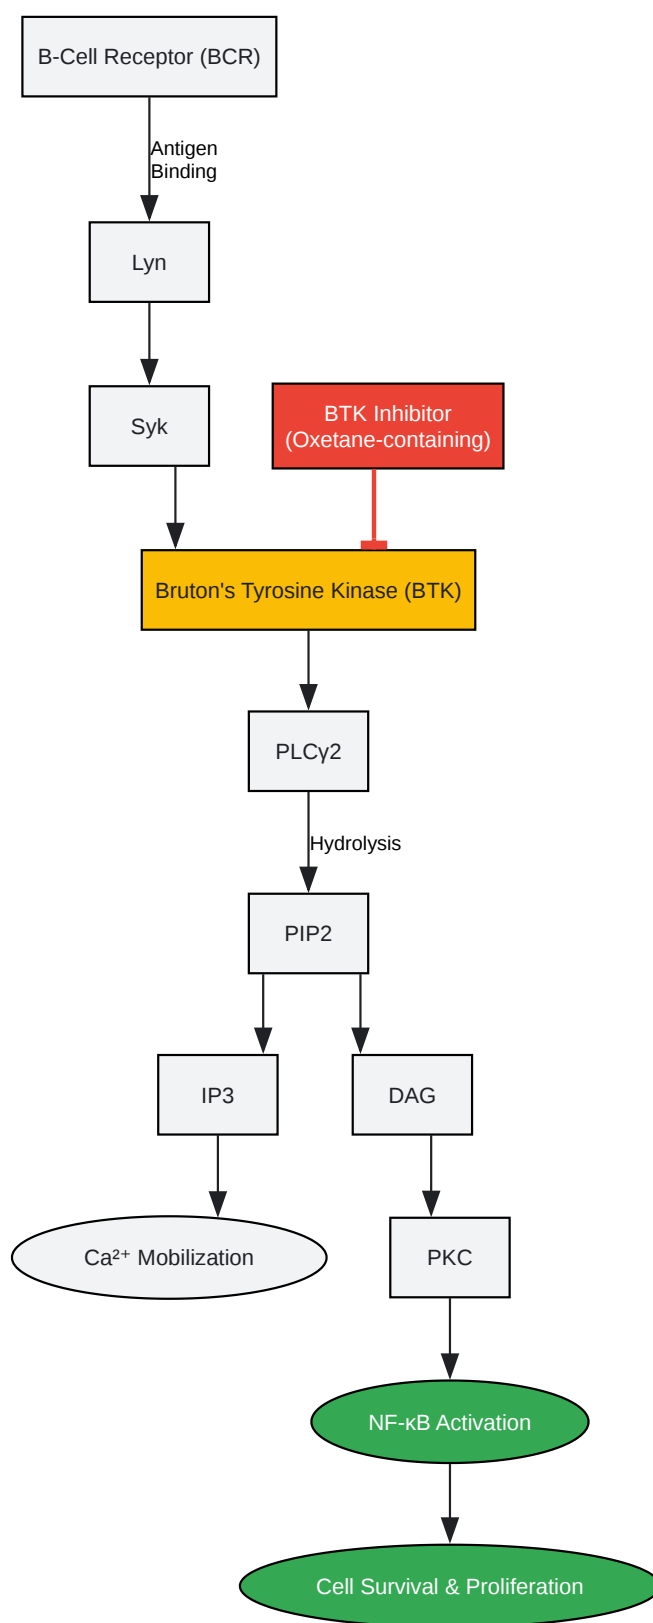 B-Cell Receptor (BCR)
Antigen
Binding
Lyn
Syk
BTK Inhibitor
(Oxetane-containing)
Bruton's Tyrosine Kinase (BTK)
PLCγ2
Hydrolysis
PIP2
IP3
DAG
Ca²⁺ Mobilization
PKC
NF-κB Activation
Cell Survival & Proliferation